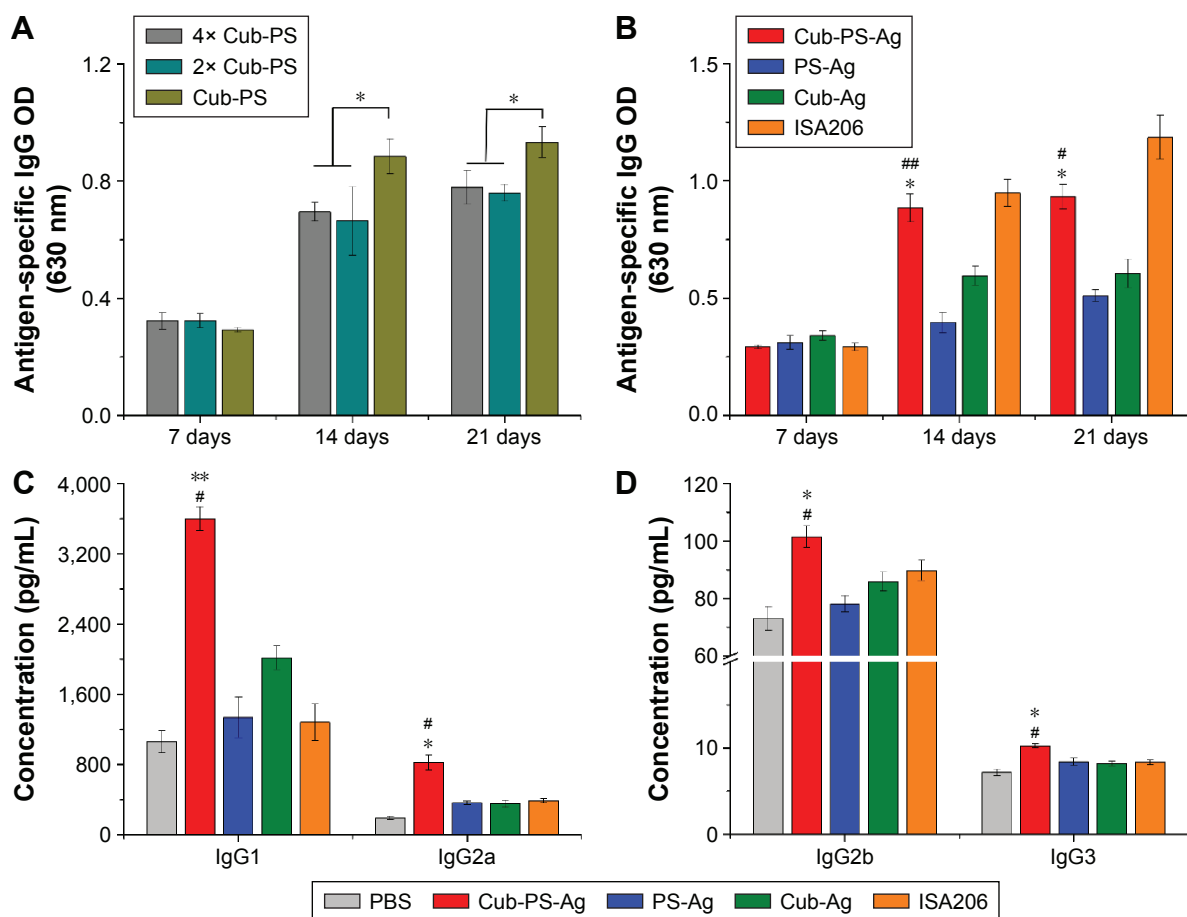 A
4× Cub-PS
2× Cub-PS
Cub-PS
Antigen-specific IgG OD
(630 nm)
1.2
0.8
0.4
0.0
*
*
7 days
14 days
21 days
B
Cub-PS-Ag
PS-Ag
Cub-Ag
ISA206
Antigen-specific IgG OD
(630 nm)
1.5
1.0
0.5
0.0
##
*
#
*
7 days
14 days
21 days
C
Concentration (pg/mL)
4,000
3,200
2,400
1,600
800
0
**
#
#
*
IgG1
IgG2a
D
Concentration (pg/mL)
120
100
80
60
10
0
*
#
*
#
IgG2b
IgG3
PBS
Cub-PS-Ag
PS-Ag
Cub-Ag
ISA206